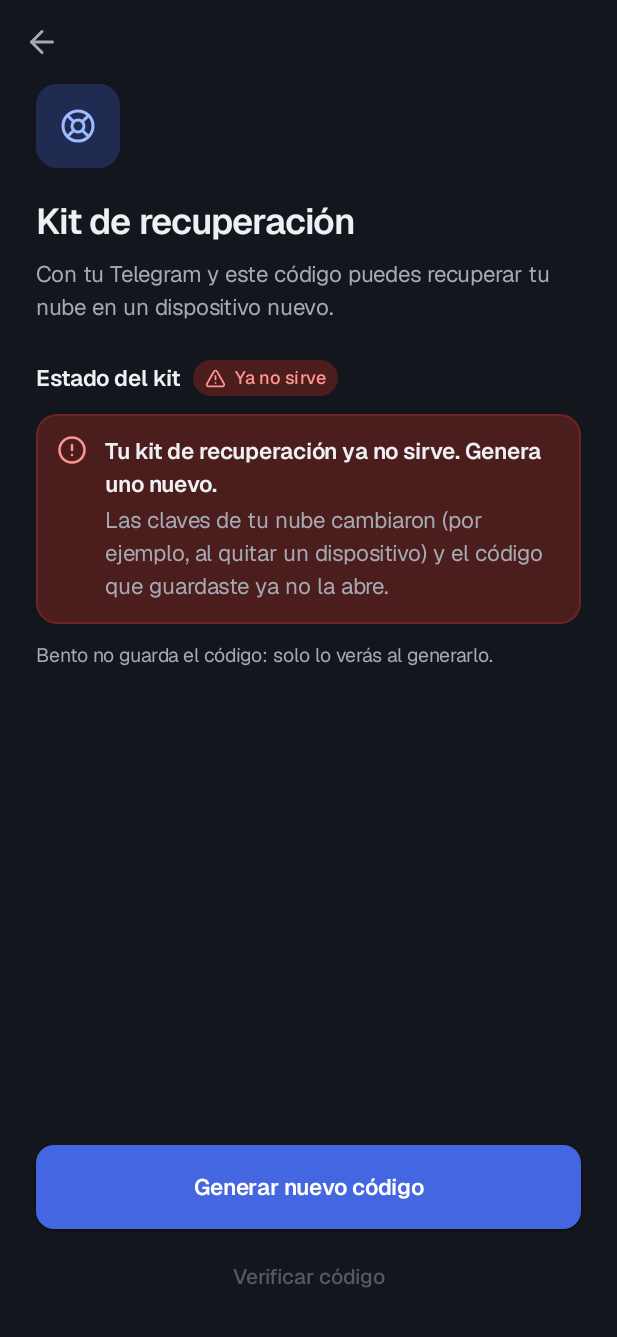 Kit de recuperación
Con tu Telegram y este código puedes recuperar tu
nube en un dispositivo nuevo.
Estado del kit
Ya no sirve
Tu kit de recuperación ya no sirve. Genera
uno nuevo.
Las claves de tu nube cambiaron (por
ejemplo, al quitar un dispositivo) y el código
que guardaste ya no la abre.
Bento no guarda el código: solo lo verás al generarlo.
Generar nuevo código
Verificar código